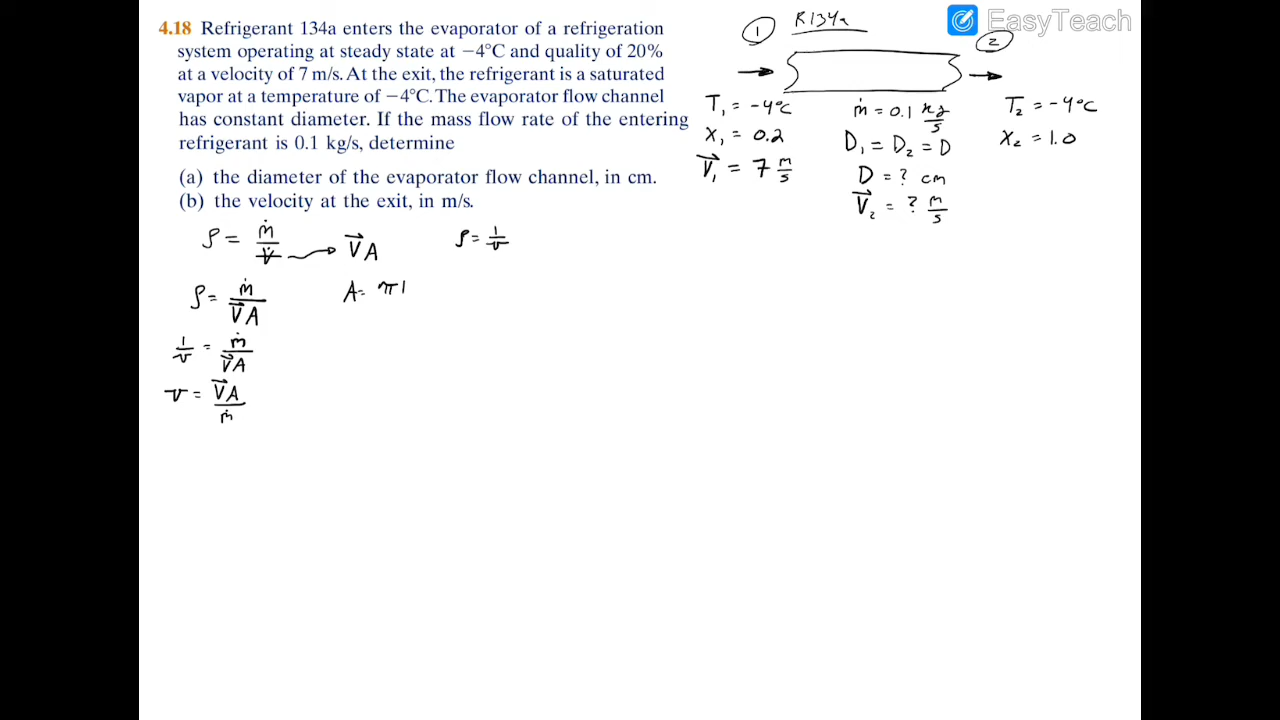 4.18 Refrigerant 134a enters the evaporator of a refrigeration
system operating at steady state at −4°C and quality of 20%
at a velocity of 7 m/s. At the exit, the refrigerant is a saturated
vapor at a temperature of −4°C. The evaporator flow channel
has constant diameter. If the mass flow rate of the entering
refrigerant is 0.1 kg/s, determine
(a) the diameter of the evaporator flow channel, in cm.
(b) the velocity at the exit, in m/s.
EasyTeach
1 R134a 2
T₁ = -4°C ṁ = 0.1 kg/s T₂ = -4°C
x₁ = 0.2 D₁ = D₂ = D x₂ = 1.0
V⃗₁ = 7 m/s D = ? cm
V⃗₂ = ? m/s
ρ = ṁ/V̶̇ → V⃗A ρ = 1/v
ρ = ṁ/V⃗A A = π
1/v = ṁ/V⃗A
v = V⃗A/ṁ